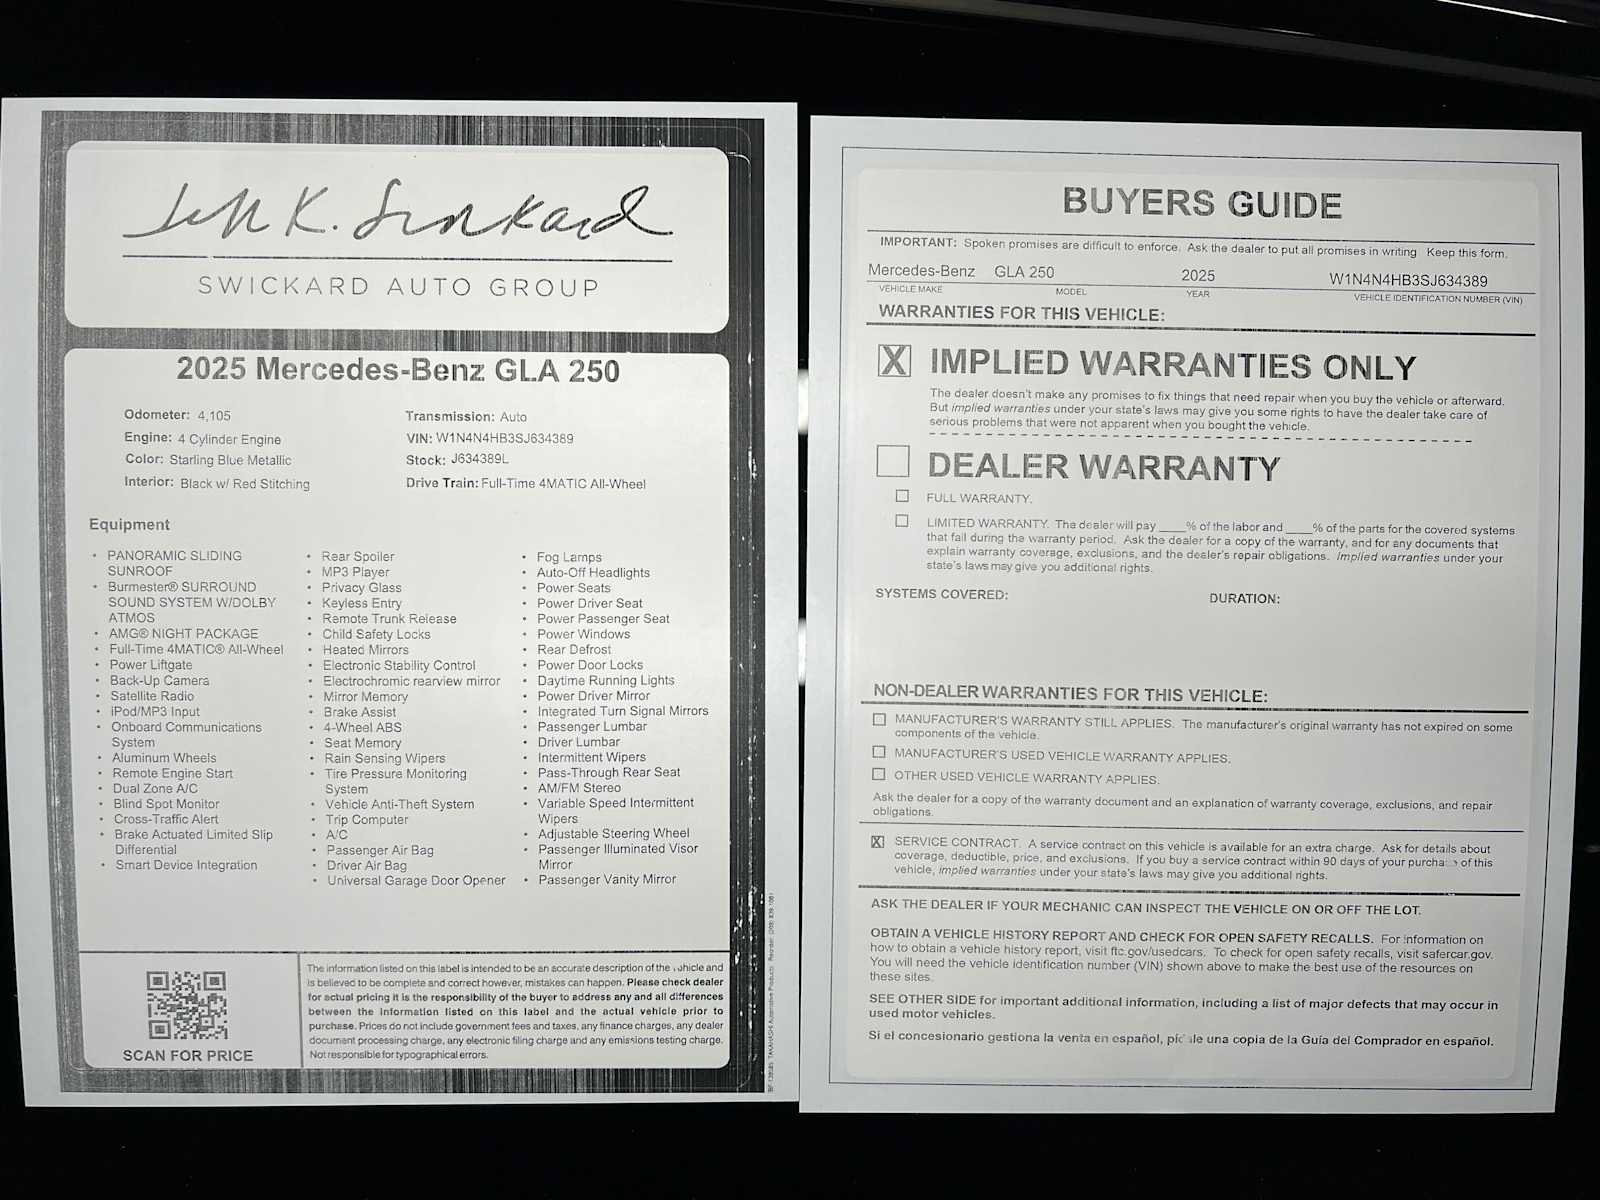 Jeff K. Swickard
SWICKARD AUTO GROUP
2025 Mercedes-Benz GLA 250
Odometer: 4,105
Engine: 4 Cylinder Engine
Color: Starling Blue Metallic
Interior: Black w/ Red Stitching
Transmission: Auto
VIN: W1N4N4HB3SJ634389
Stock: J634389L
Drive Train: Full-Time 4MATIC All-Wheel
Equipment
• PANORAMIC SLIDING
SUNROOF
• Burmester® SURROUND
SOUND SYSTEM W/DOLBY
ATMOS
• AMG® NIGHT PACKAGE
• Full-Time 4MATIC® All-Wheel
• Power Liftgate
• Back-Up Camera
• Satellite Radio
• iPod/MP3 Input
• Onboard Communications
System
• Aluminum Wheels
• Remote Engine Start
• Dual Zone A/C
• Blind Spot Monitor
• Cross-Traffic Alert
• Brake Actuated Limited Slip
Differential
• Smart Device Integration
• Rear Spoiler
• MP3 Player
• Privacy Glass
• Keyless Entry
• Remote Trunk Release
• Child Safety Locks
• Heated Mirrors
• Electronic Stability Control
• Electrochromic rearview mirror
• Mirror Memory
• Brake Assist
• 4-Wheel ABS
• Seat Memory
• Rain Sensing Wipers
• Tire Pressure Monitoring
System
• Vehicle Anti-Theft System
• Trip Computer
• A/C
• Passenger Air Bag
• Driver Air Bag
• Universal Garage Door Opener
• Fog Lamps
• Auto-Off Headlights
• Power Seats
• Power Driver Seat
• Power Passenger Seat
• Power Windows
• Rear Defrost
• Power Door Locks
• Daytime Running Lights
• Power Driver Mirror
• Integrated Turn Signal Mirrors
• Passenger Lumbar
• Driver Lumbar
• Intermittent Wipers
• Pass-Through Rear Seat
• AM/FM Stereo
• Variable Speed Intermittent
Wipers
• Adjustable Steering Wheel
• Passenger Illuminated Visor
Mirror
• Passenger Vanity Mirror
SCAN FOR PRICE
The information listed on this label is intended to be an accurate description of the vehicle and
is believed to be complete and correct however, mistakes can happen. Please check dealer
for actual pricing it is the responsibility of the buyer to address any and all differences
between the information listed on this label and the actual vehicle prior to
purchase. Prices do not include government fees and taxes, any finance charges, any dealer
document processing charge, any electronic filing charge and any emissions testing charge.
Not responsible for typographical errors.
BUYERS GUIDE
IMPORTANT: Spoken promises are difficult to enforce. Ask the dealer to put all promises in writing Keep this form.
Mercedes-Benz GLA 250 2025 W1N4N4HB3SJ634389
VEHICLE MAKE MODEL YEAR VEHICLE IDENTIFICATION NUMBER (VIN)
WARRANTIES FOR THIS VEHICLE:
X IMPLIED WARRANTIES ONLY
The dealer doesn't make any promises to fix things that need repair when you buy the vehicle or afterward.
But implied warranties under your state's laws may give you some rights to have the dealer take care of
serious problems that were not apparent when you bought the vehicle.
DEALER WARRANTY
FULL WARRANTY.
LIMITED WARRANTY. The dealer will pay ____% of the labor and ____% of the parts for the covered systems
that fail during the warranty period. Ask the dealer for a copy of the warranty, and for any documents that
explain warranty coverage, exclusions, and the dealer's repair obligations. Implied warranties under your
state's laws may give you additional rights.
SYSTEMS COVERED: DURATION:
NON-DEALER WARRANTIES FOR THIS VEHICLE:
MANUFACTURER'S WARRANTY STILL APPLIES. The manufacturer's original warranty has not expired on some
components of the vehicle.
MANUFACTURER'S USED VEHICLE WARRANTY APPLIES.
OTHER USED VEHICLE WARRANTY APPLIES.
Ask the dealer for a copy of the warranty document and an explanation of warranty coverage, exclusions, and repair
obligations.
X SERVICE CONTRACT. A service contract on this vehicle is available for an extra charge. Ask for details about
coverage, deductible, price, and exclusions. If you buy a service contract within 90 days of your purchase of this
vehicle, implied warranties under your state's laws may give you additional rights.
ASK THE DEALER IF YOUR MECHANIC CAN INSPECT THE VEHICLE ON OR OFF THE LOT.
OBTAIN A VEHICLE HISTORY REPORT AND CHECK FOR OPEN SAFETY RECALLS. For information on
how to obtain a vehicle history report, visit ftc.gov/usedcars. To check for open safety recalls, visit safercar.gov.
You will need the vehicle identification number (VIN) shown above to make the best use of the resources on
these sites.
SEE OTHER SIDE for important additional information, including a list of major defects that may occur in
used motor vehicles.
Si el concesionario gestiona la venta en español, pídale una copia de la Guía del Comprador en español.